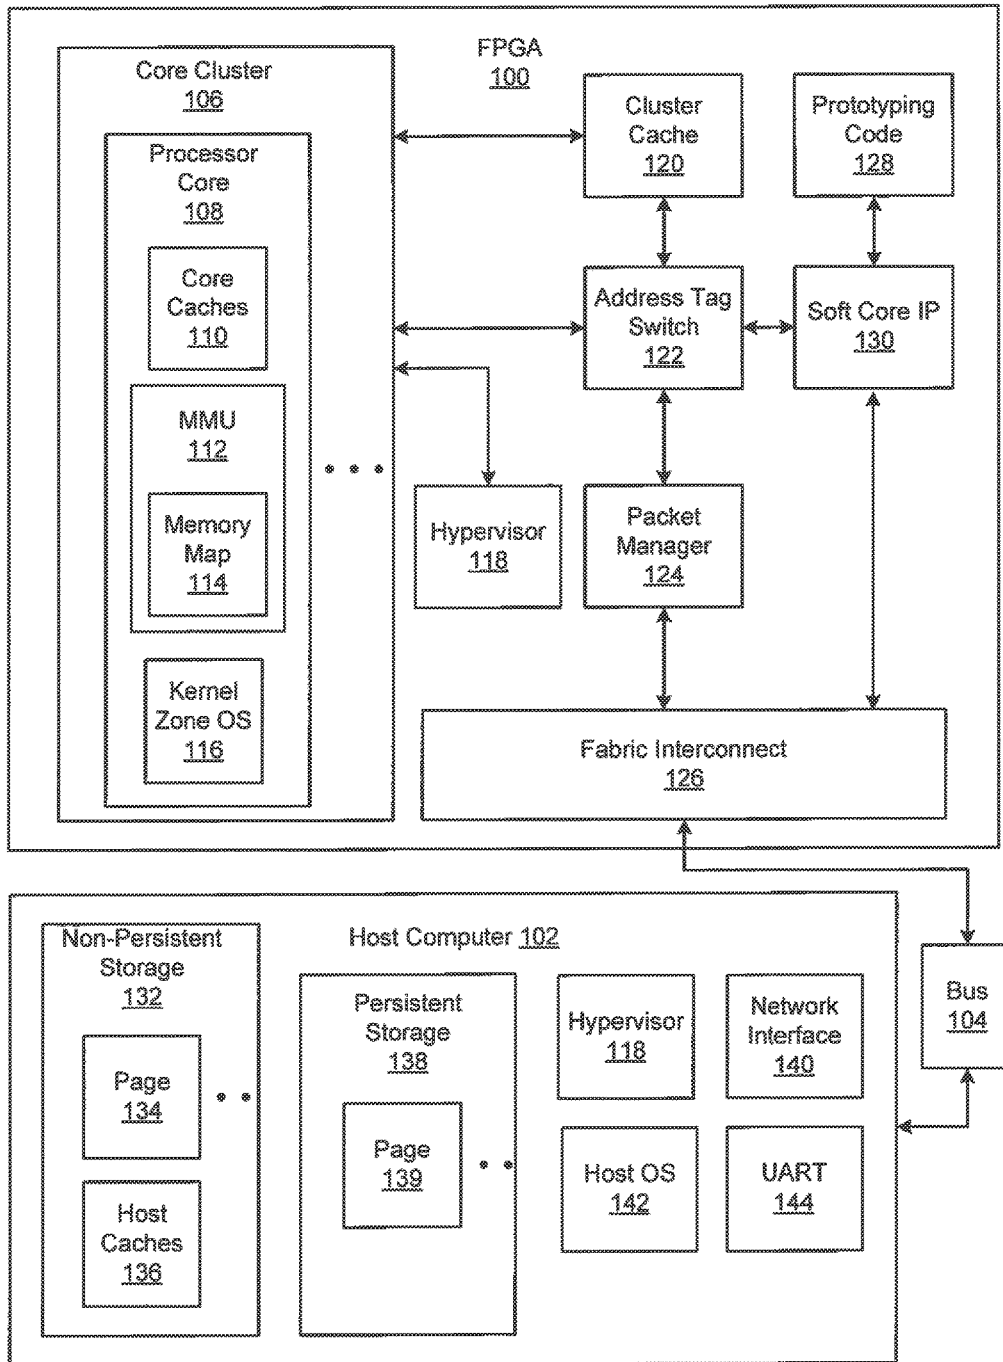 FPGA
100
Core Cluster
106
Processor
Core
108
Core
Caches
110
MMU
112
Memory
Map
114
Kernel
Zone OS
116
Cluster
Cache
120
Prototyping
Code
128
Address Tag
Switch
122
Soft Core IP
130
Hypervisor
118
Packet
Manager
124
Fabric Interconnect
126
Host Computer 102
Non-Persistent
Storage
132
Page
134
Host
Caches
136
Persistent
Storage
138
Page
139
Hypervisor
118
Network
Interface
140
Host OS
142
UART
144
Bus
104